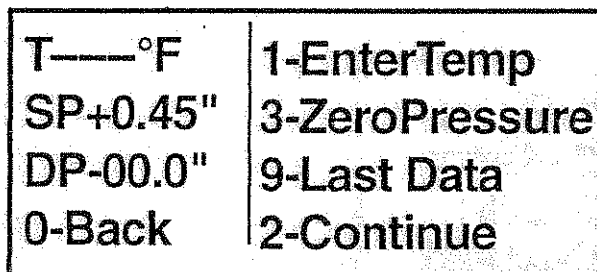 T——°F 1-EnterTemp
SP+0.45" 3-ZeroPressure
DP-00.0" 9-Last Data
0-Back 2-Continue